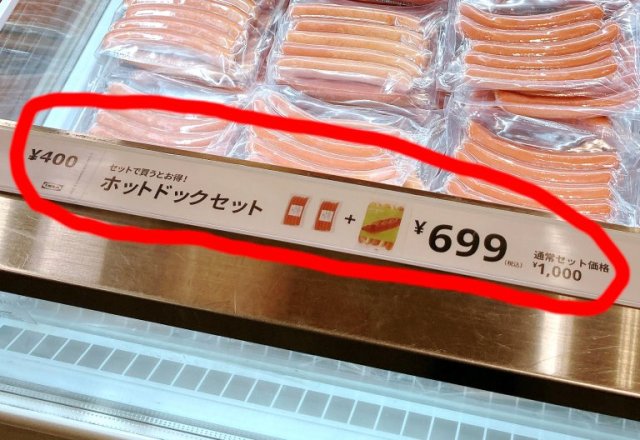 ¥400
セットで買うとお得!
ホットドックセット
+
¥699
(税込)
通常セット価格
¥1,000